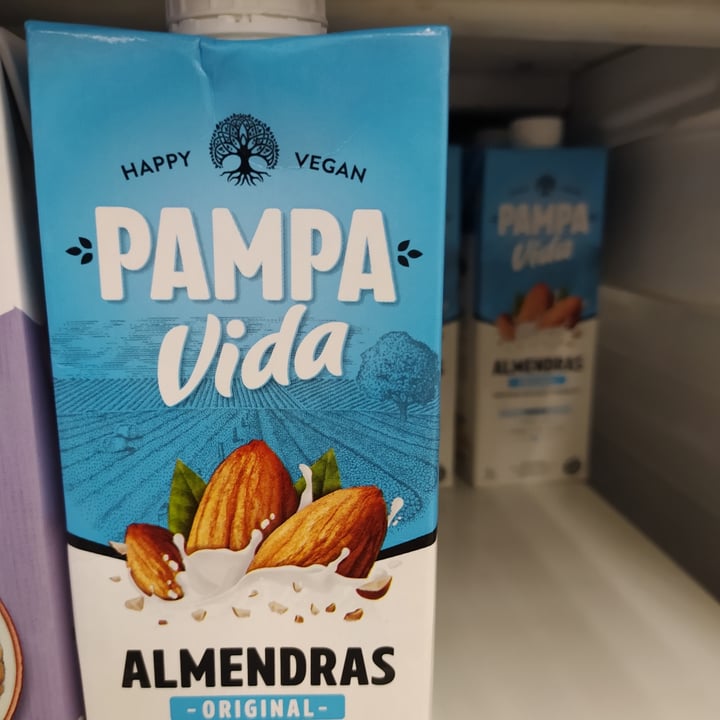 HAPPY VEGAN
PAMPA
Vida
ALMENDRAS
-ORIGINAL-
PAMPA
Vida
ALMENDRAS